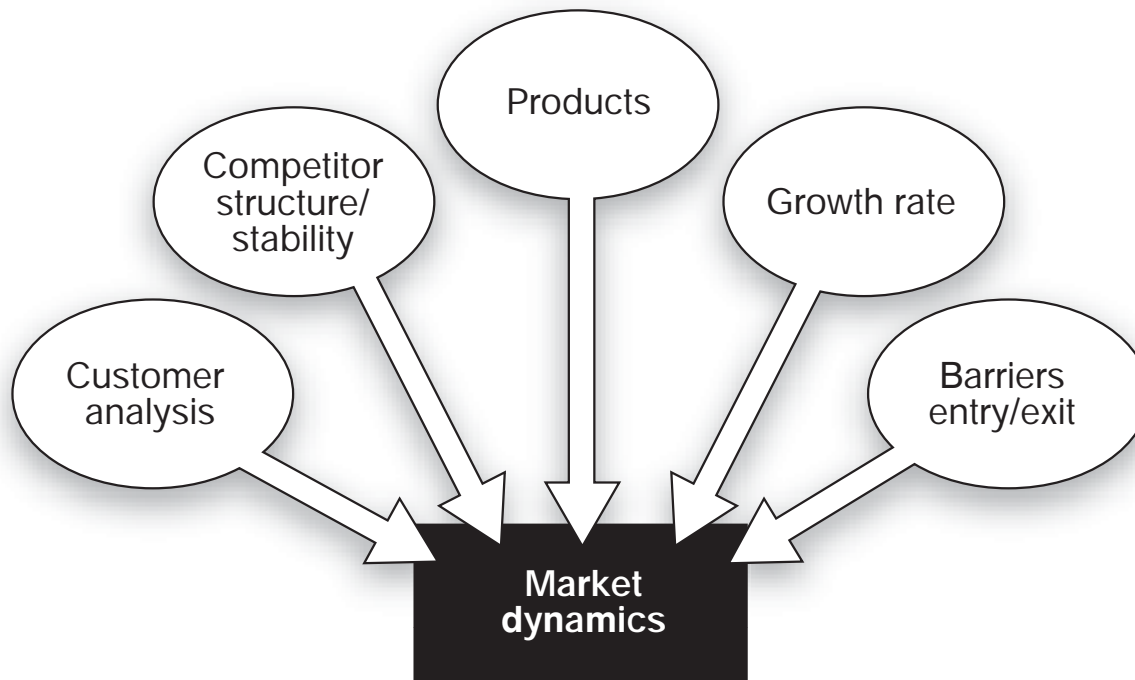 Products
Competitor
structure/
stability
Growth rate
Customer
analysis
Barriers
entry/exit
Market
dynamics